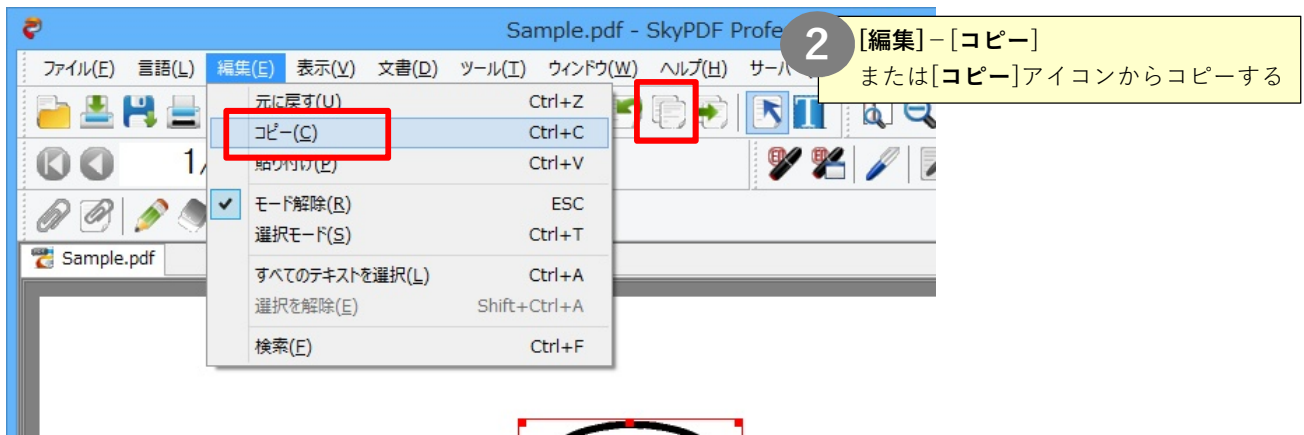 Sample.pdf - SkyPDF Profe
2
[編集]－[コピー]
または[コピー]アイコンからコピーする
ファイル(F) 言語(L) 編集(E) 表示(V) 文書(D) ツール(T) ウィンドウ(W) ヘルプ(H) サーバ
元に戻す(U) Ctrl+Z
コピー(C) Ctrl+C
貼り付け(P) Ctrl+V
1/
モード解除(R) ESC
選択モード(S) Ctrl+T
Sample.pdf
すべてのテキストを選択(L) Ctrl+A
選択を解除(E) Shift+Ctrl+A
検索(F) Ctrl+F